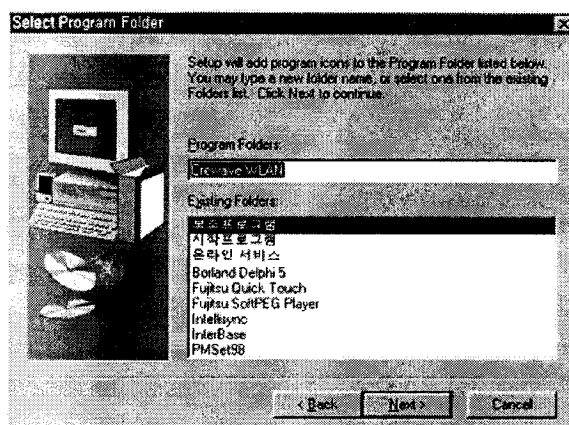 Select Program Folder
Setup will add program icons to the Program Folder listed below.
You may type a new folder name, or select one from the existing
Folders list. Click Next to continue.
Program Folders:
Crewave WLAN
Existing Folders:
보조프로그램
시작프로그램
온라인 서비스
Borland Delphi 5
Fujitsu Quick Touch
Fujitsu SoftPEG Player
Intellisync
InterBase
PMSet98
< Back
Next >
Cancel